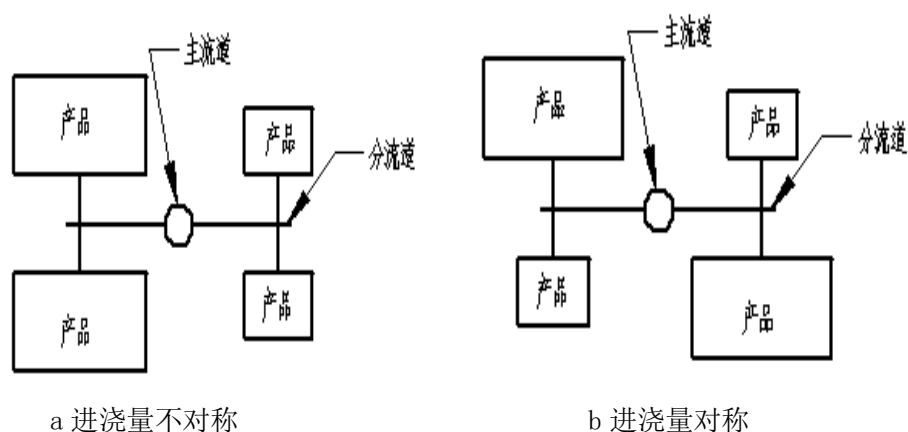 主流道
产品
产品
分流道
产品
产品
a 进浇量不对称
主流道
产品
产品
分流道
产品
产品
b 进浇量对称